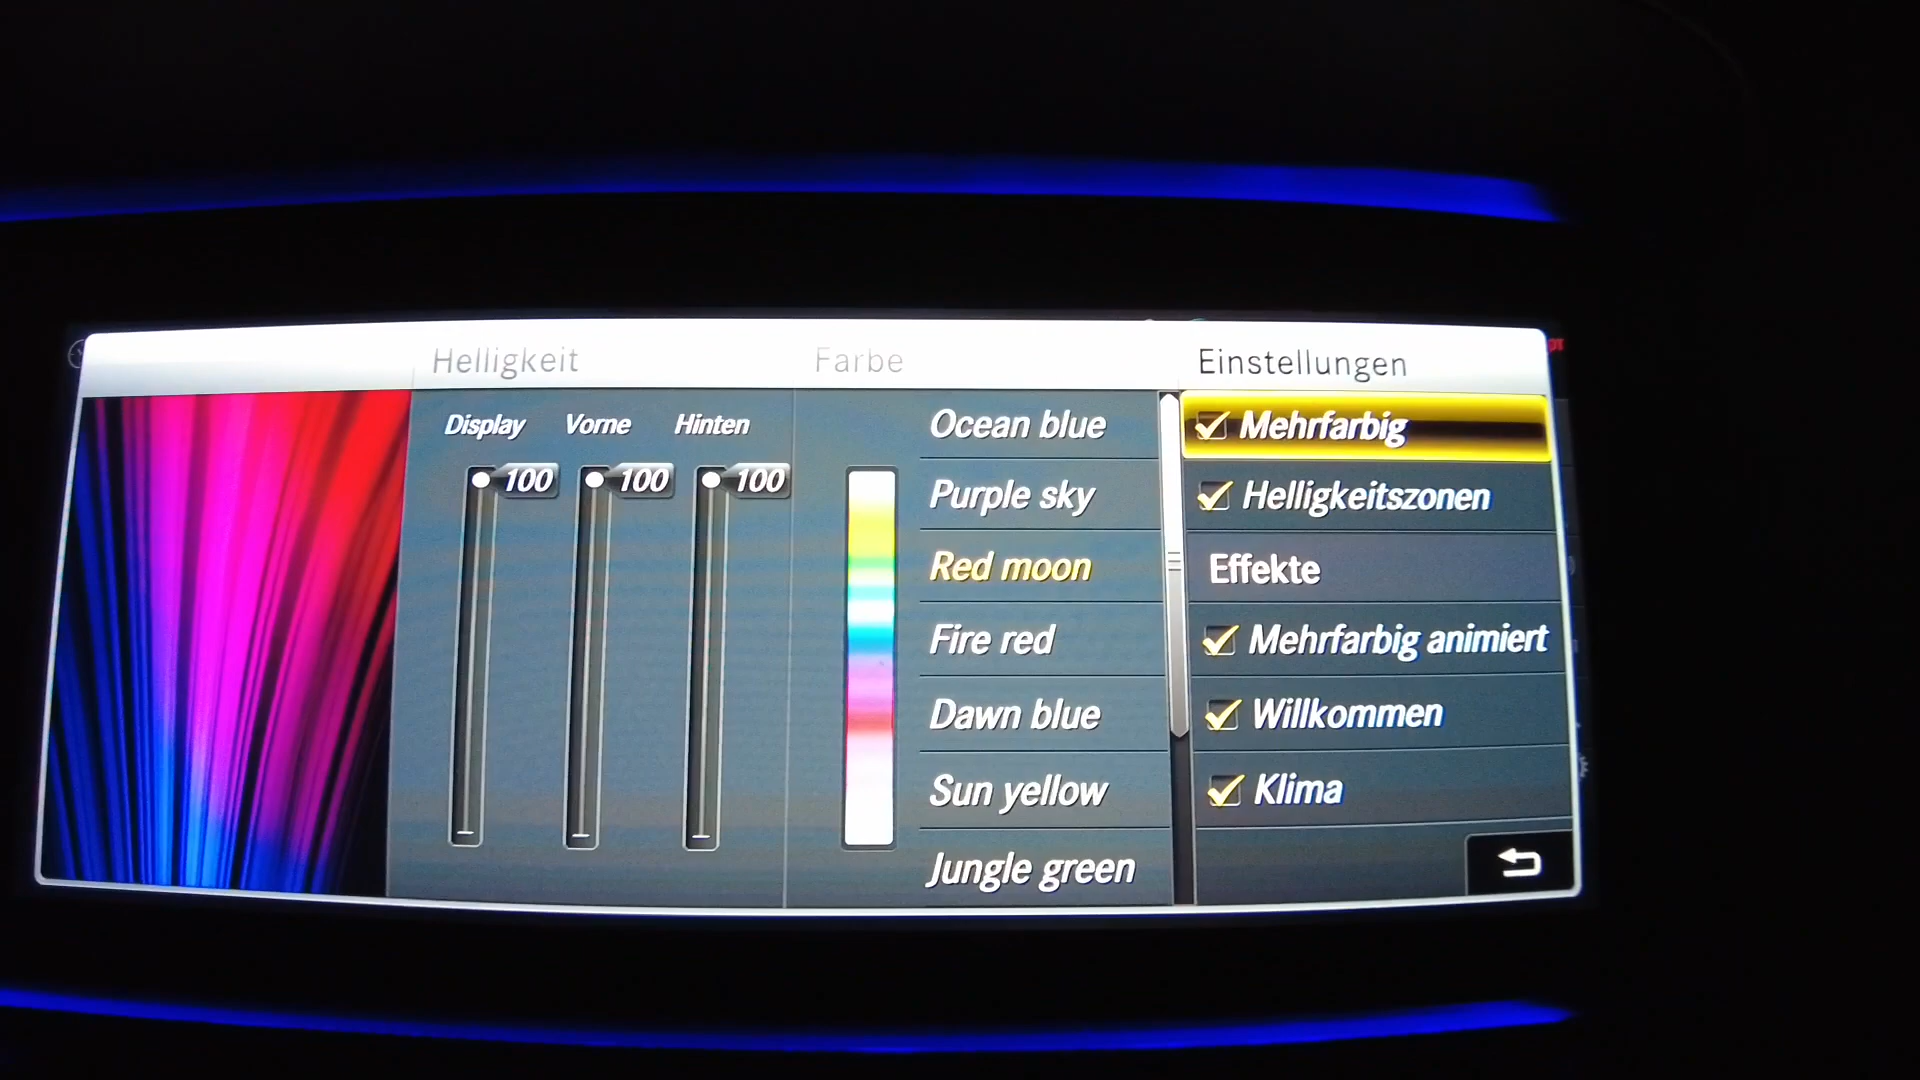 Helligkeit
Farbe
Einstellungen
Display
Vorne
Hinten
100
100
100
Ocean blue
Purple sky
Red moon
Fire red
Dawn blue
Sun yellow
Jungle green
Mehrfarbig
Helligkeitszonen
Effekte
Mehrfarbig animiert
Willkommen
Klima